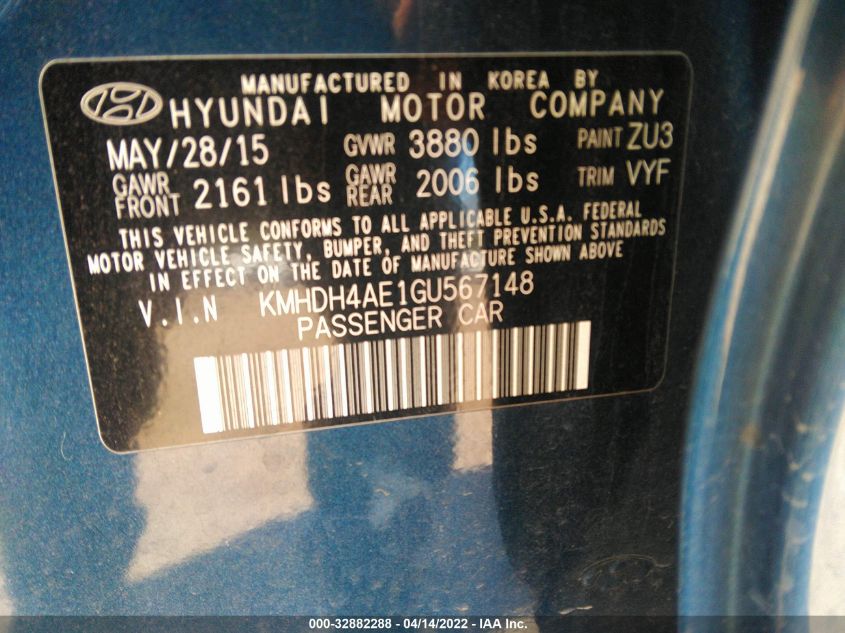 MANUFACTURED IN KOREA BY
HYUNDAI MOTOR COMPANY
MAY/28/15 GVWR 3880 lbs PAINT ZU3
GAWR FRONT 2161 lbs GAWR REAR 2006 lbs TRIM VYF
THIS VEHICLE CONFORMS TO ALL APPLICABLE U.S.A. FEDERAL
MOTOR VEHICLE SAFETY, BUMPER, AND THEFT PREVENTION STANDARDS
IN EFFECT ON THE DATE OF MANUFACTURE SHOWN ABOVE
V.I.N KMHDH4AE1GU567148
PASSENGER CAR
000-32882288 - 04/14/2022 - IAA Inc.